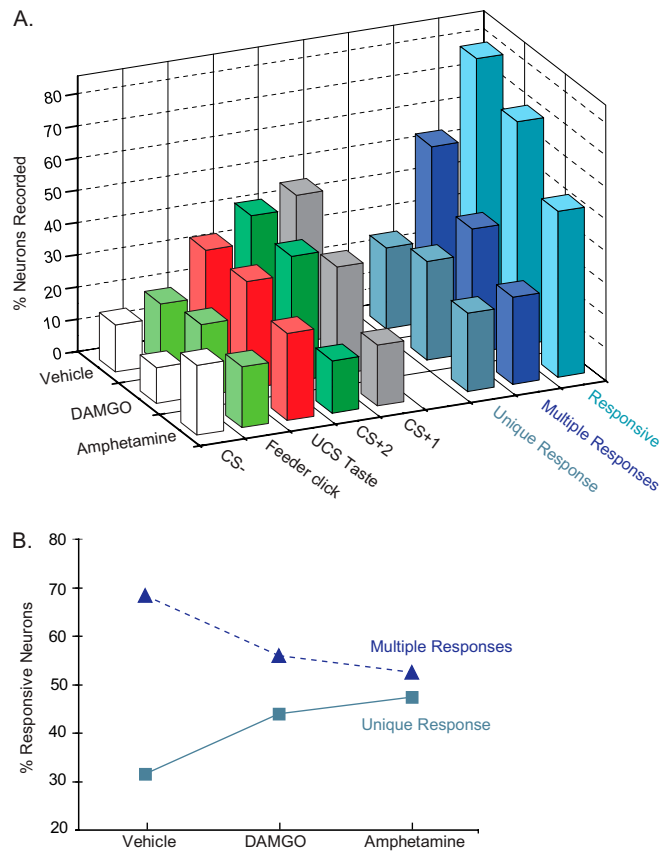 A.
% Neurons Recorded
80
70
60
50
40
30
20
10
0
Vehicle
DAMGO
Amphetamine
CS-
Feeder click
UCS Taste
CS+2
CS+1
Unique Response
Multiple Responses
Responsive
B.
% Responsive Neurons
80
70
60
50
40
30
20
Multiple Responses
Unique Response
Vehicle DAMGO Amphetamine